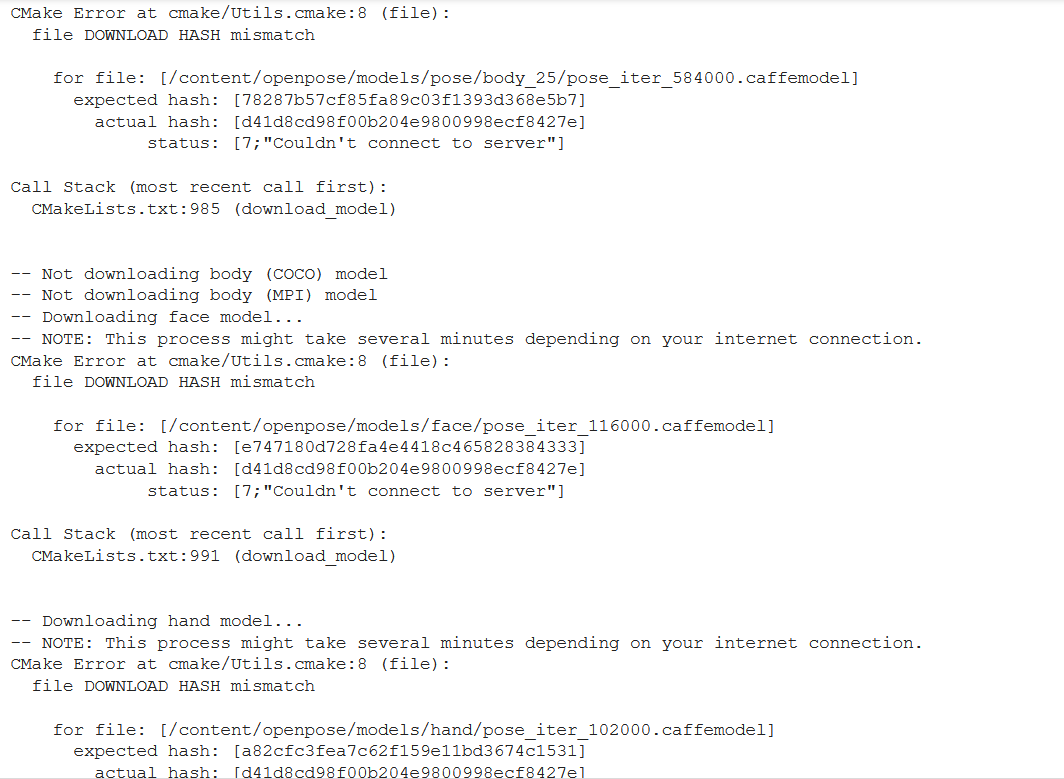 CMake Error at cmake/Utils.cmake:8 (file):
file DOWNLOAD HASH mismatch
for file: [/content/openpose/models/pose/body_25/pose_iter_584000.caffemodel]
expected hash: [78287b57cf85fa89c03f1393d368e5b7]
actual hash: [d41d8cd98f00b204e9800998ecf8427e]
status: [7;"Couldn't connect to server"]
Call Stack (most recent call first):
CMakeLists.txt:985 (download_model)
-- Not downloading body (COCO) model
-- Not downloading body (MPI) model
-- Downloading face model...
-- NOTE: This process might take several minutes depending on your internet connection.
CMake Error at cmake/Utils.cmake:8 (file):
file DOWNLOAD HASH mismatch
for file: [/content/openpose/models/face/pose_iter_116000.caffemodel]
expected hash: [e747180d728fa4e4418c465828384333]
actual hash: [d41d8cd98f00b204e9800998ecf8427e]
status: [7;"Couldn't connect to server"]
Call Stack (most recent call first):
CMakeLists.txt:991 (download_model)
-- Downloading hand model...
-- NOTE: This process might take several minutes depending on your internet connection.
CMake Error at cmake/Utils.cmake:8 (file):
file DOWNLOAD HASH mismatch
for file: [/content/openpose/models/hand/pose_iter_102000.caffemodel]
expected hash: [a82cfc3fea7c62f159e11bd3674c1531]
actual hash: [d41d8cd98f00b204e9800998ecf8427e]